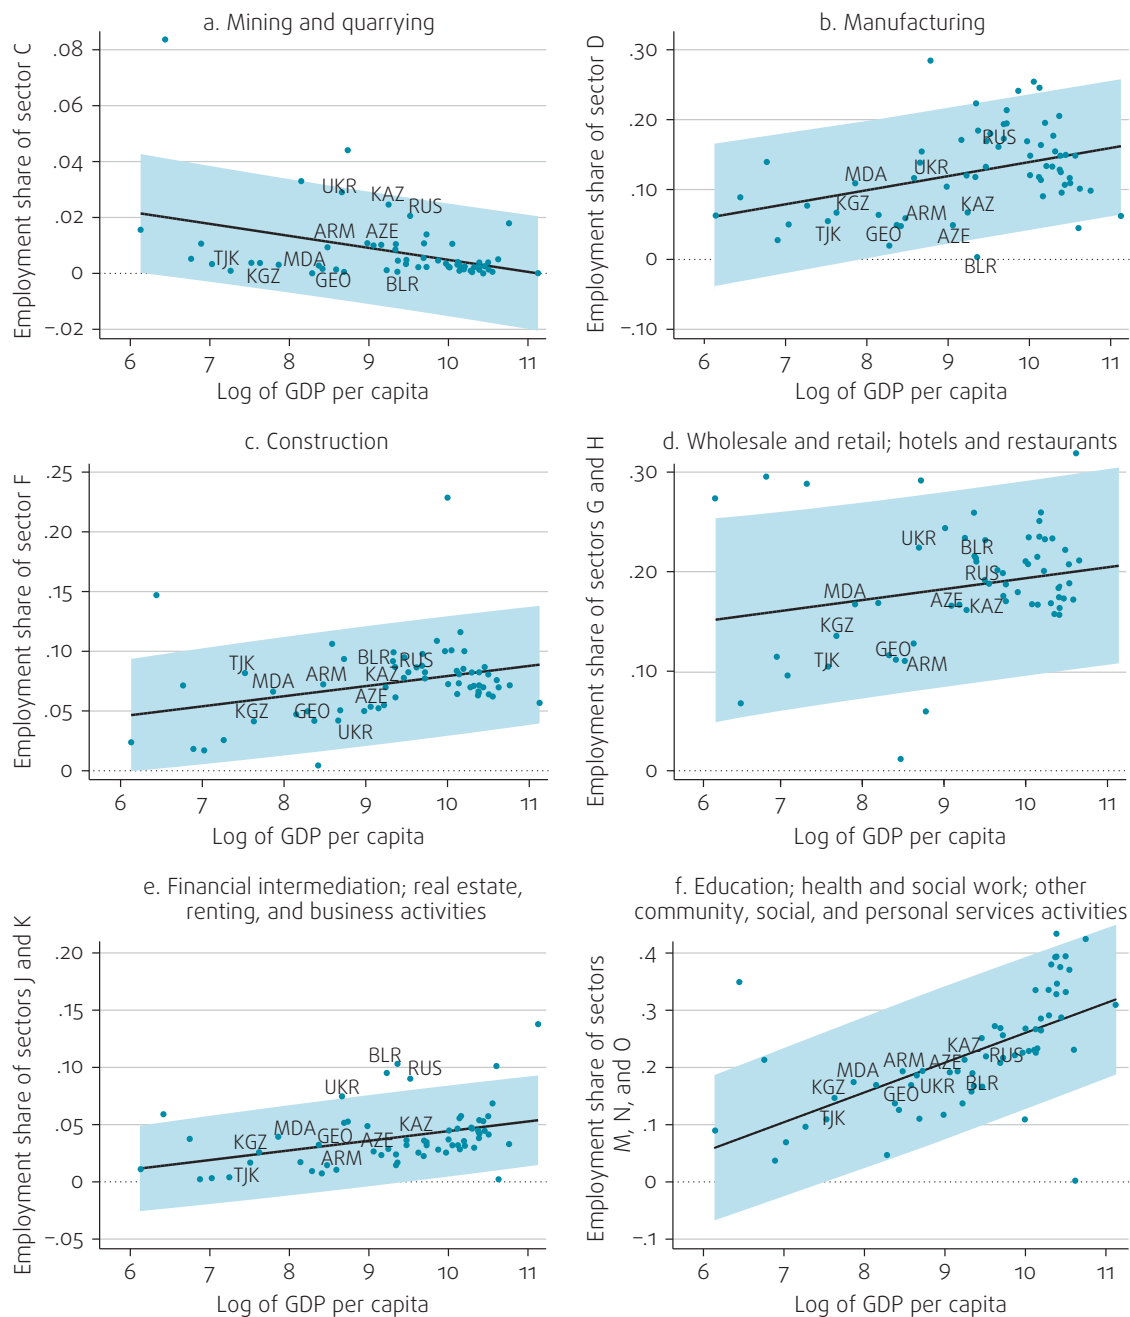 a. Mining and quarrying
Employment share of sector C
.08
.06
.04
.02
0
–.02
UKR
KAZ
RUS
ARM
AZE
TJK
MDA
KGZ
GEO
BLR
6 7 8 9 10 11
Log of GDP per capita
b. Manufacturing
Employment share of sector D
.30
.20
.10
0
–.10
RUS
UKR
MDA
KGZ
KAZ
ARM
TJK
GEO
AZE
BLR
6 7 8 9 10 11
Log of GDP per capita
c. Construction
Employment share of sector F
.25
.20
.15
.10
.05
0
TJK
BLR
RUS
MDA
ARM
KAZ
AZE
KGZ
GEO
UKR
6 7 8 9 10 11
Log of GDP per capita
d. Wholesale and retail; hotels and restaurants
Employment share of sectors G and H
.30
.20
.10
0
UKR
BLR
RUS
MDA
AZE
KAZ
KGZ
GEO
TJK
ARM
6 7 8 9 10 11
Log of GDP per capita
e. Financial intermediation; real estate,
renting, and business activities
Employment share of sectors J and K
.20
.15
.10
.05
0
–.05
BLR
RUS
UKR
MDA
KAZ
KGZ
GEO
AZE
ARM
TJK
6 7 8 9 10 11
Log of GDP per capita
f. Education; health and social work; other
community, social, and personal services activities
Employment share of sectors
M, N, and O
.4
.3
.2
.1
0
–.1
KAZ
ARM
AZE
RUS
MDA
KGZ
GEO
UKR
BLR
TJK
6 7 8 9 10 11
Log of GDP per capita